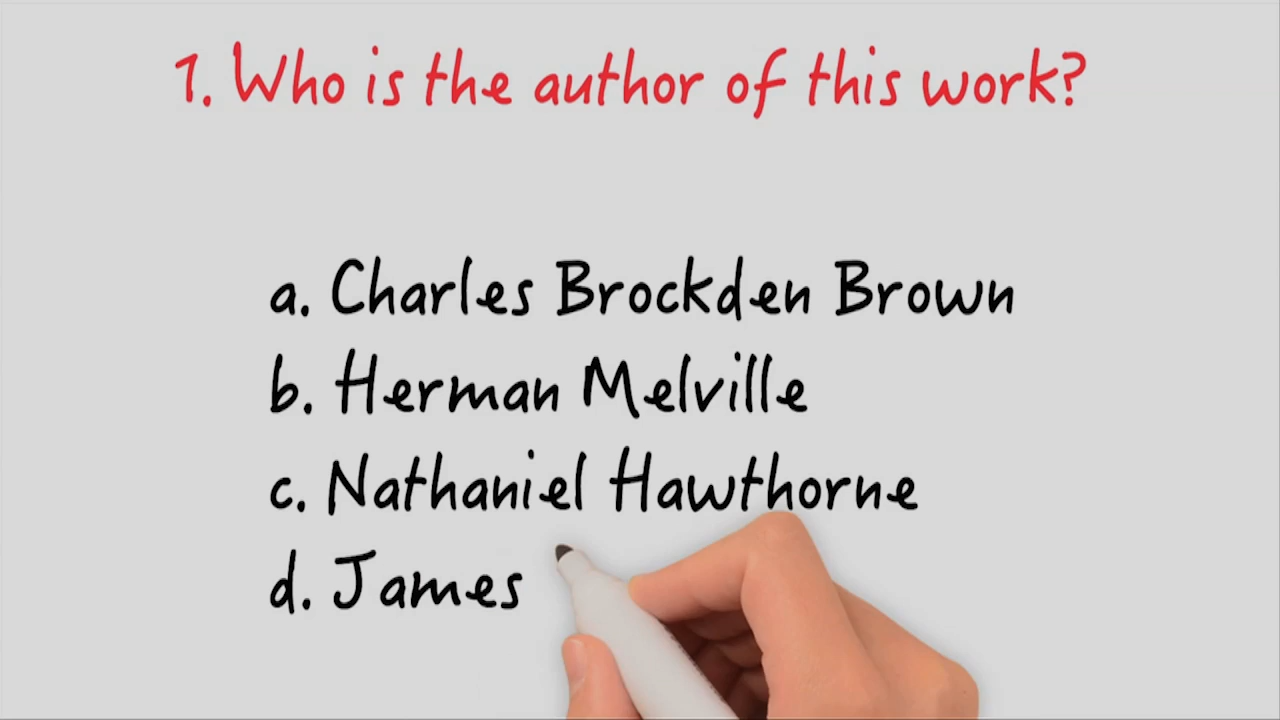 1. Who is the author of this work?
a. Charles Brockden Brown
b. Herman Melville
c. Nathaniel Hawthorne
d. James